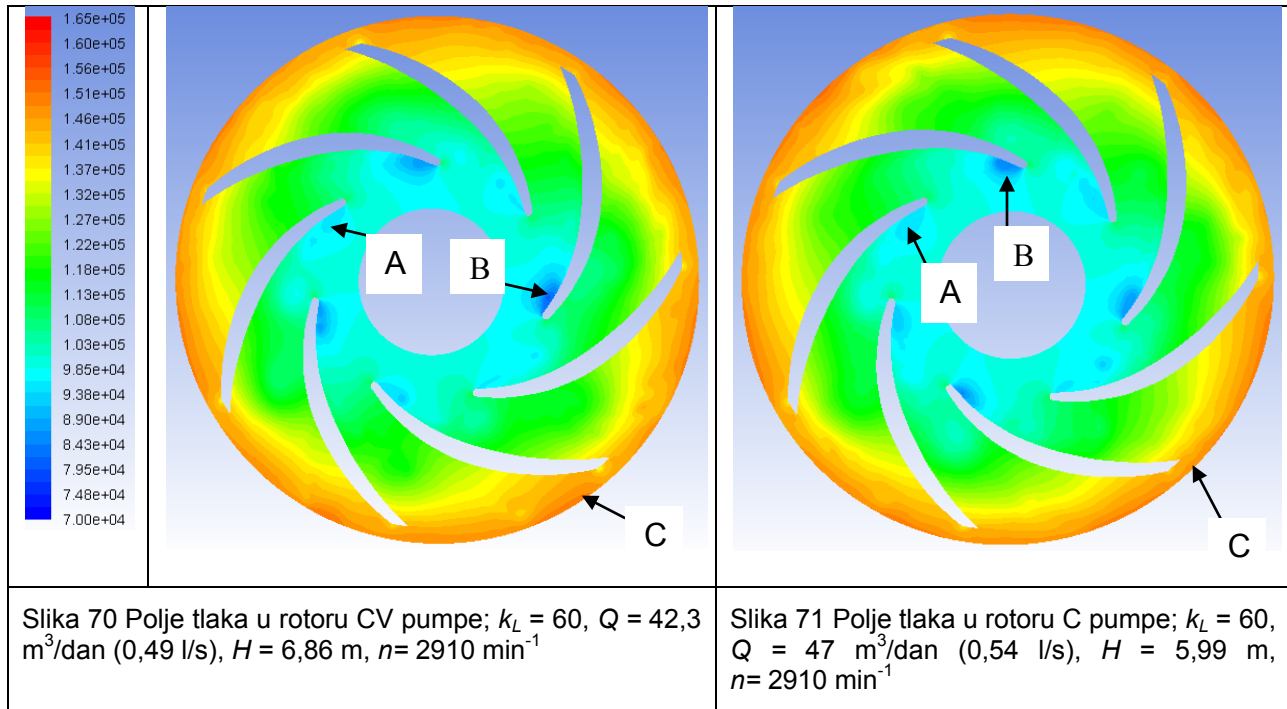 1.65e+05
1.60e+05
1.56e+05
1.51e+05
1.46e+05
1.41e+05
1.37e+05
1.32e+05
1.27e+05
1.22e+05
1.18e+05
1.13e+05
1.08e+05
1.03e+05
9.85e+04
9.38e+04
8.90e+04
8.43e+04
7.95e+04
7.48e+04
7.00e+04
A
B
C
B
A
C
Slika 70 Polje tlaka u rotoru CV pumpe; k_L = 60, Q = 42,3
m³/dan (0,49 l/s), H = 6,86 m, n= 2910 min⁻¹
Slika 71 Polje tlaka u rotoru C pumpe; k_L = 60,
Q = 47 m³/dan (0,54 l/s), H = 5,99 m,
n= 2910 min⁻¹